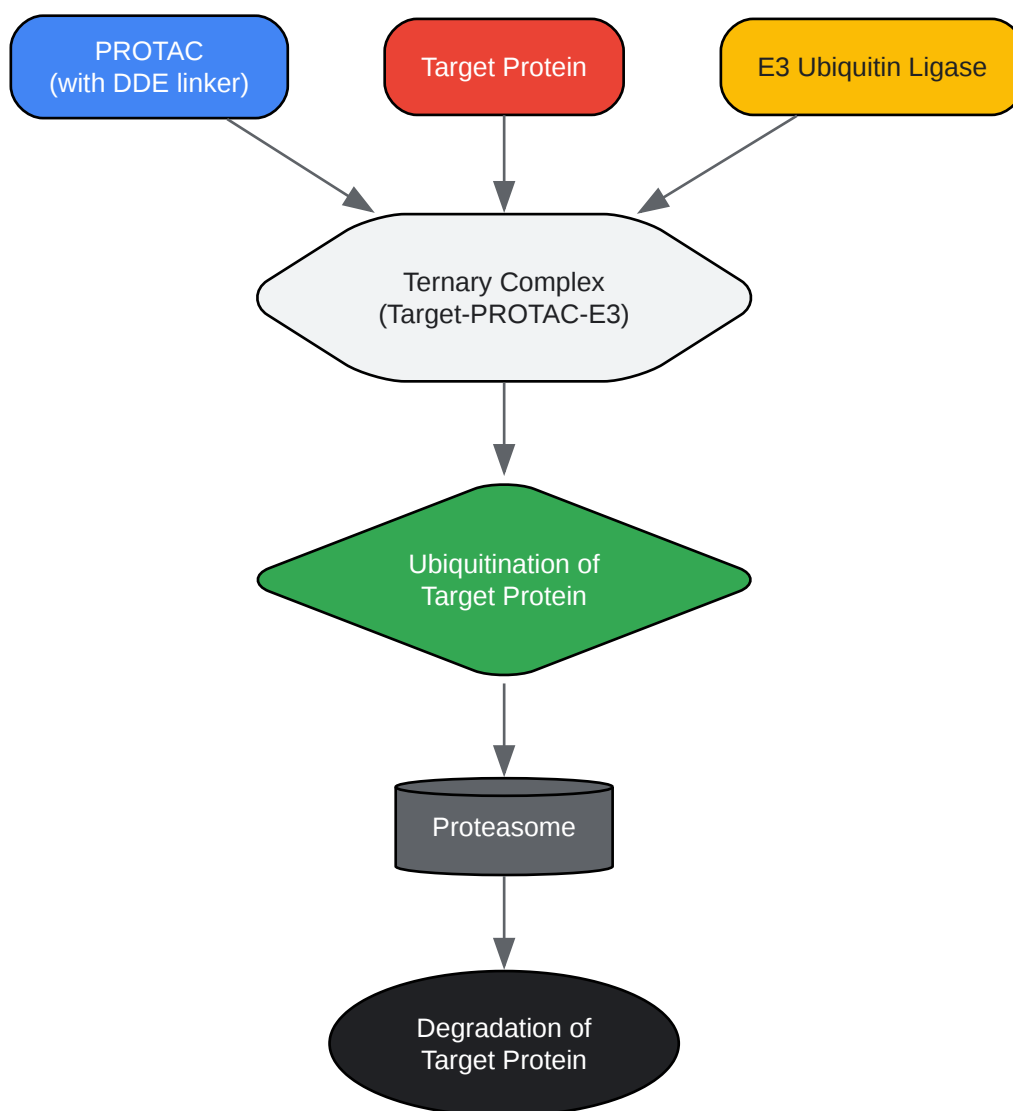 PROTAC
(with DDE linker)
Target Protein
E3 Ubiquitin Ligase
Ternary Complex
(Target-PROTAC-E3)
Ubiquitination of
Target Protein
Proteasome
Degradation of
Target Protein